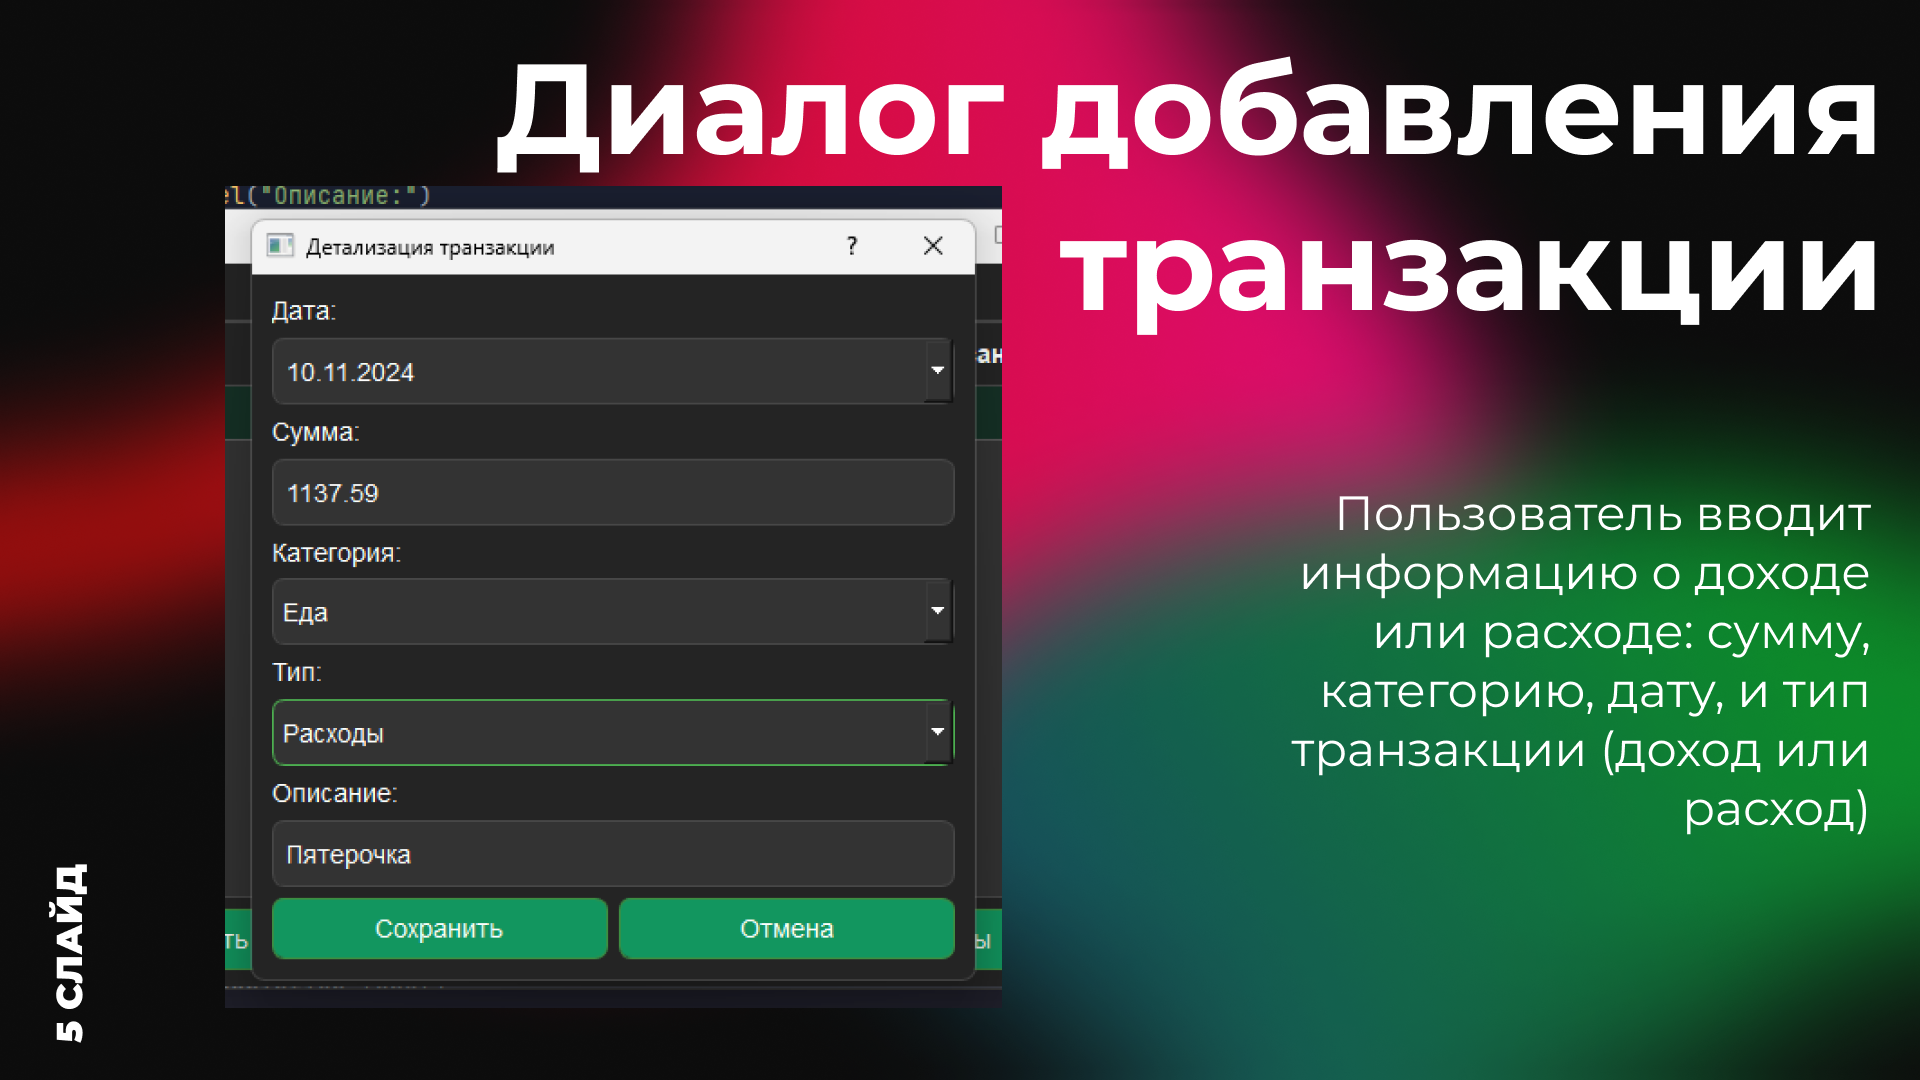 Диалог добавления
транзакции
el("Описание:")
Детализация транзакции
Дата:
10.11.2024
Сумма:
1137.59
Категория:
Еда
Тип:
Расходы
Описание:
Пятерочка
Сохранить Отмена
Пользователь вводит
информацию о доходе
или расходе: сумму,
категорию, дату, и тип
транзакции (доход или
расход)
5 СЛАЙД